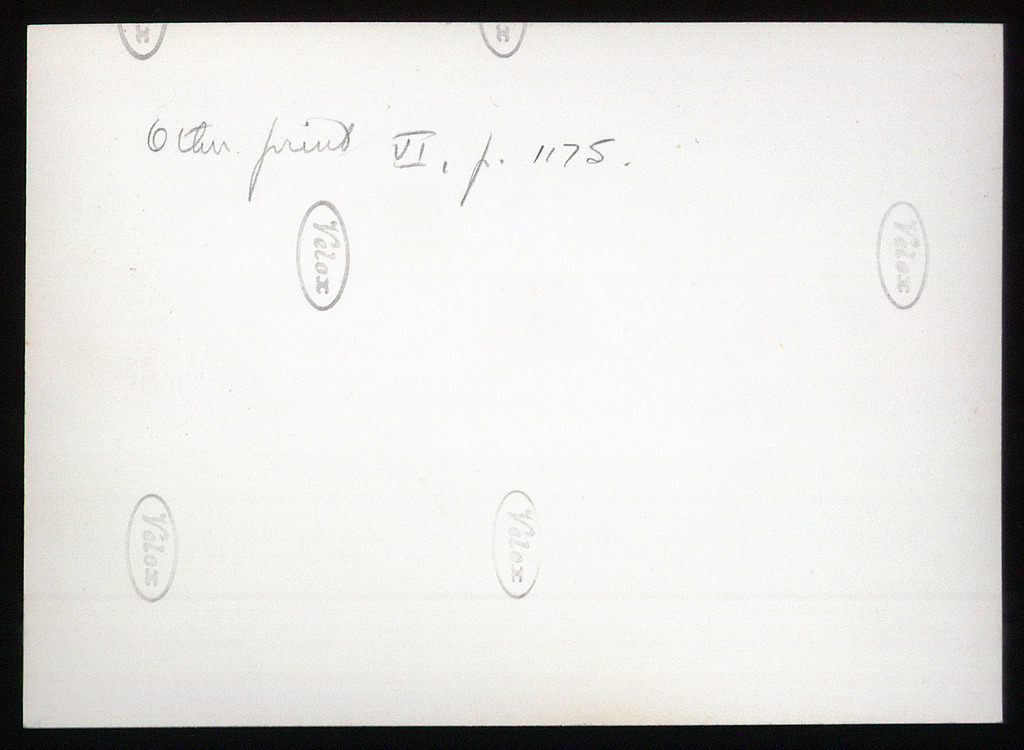 x
x
Other print VI, p. 1175.
Velox
Velox
Velox
Velox